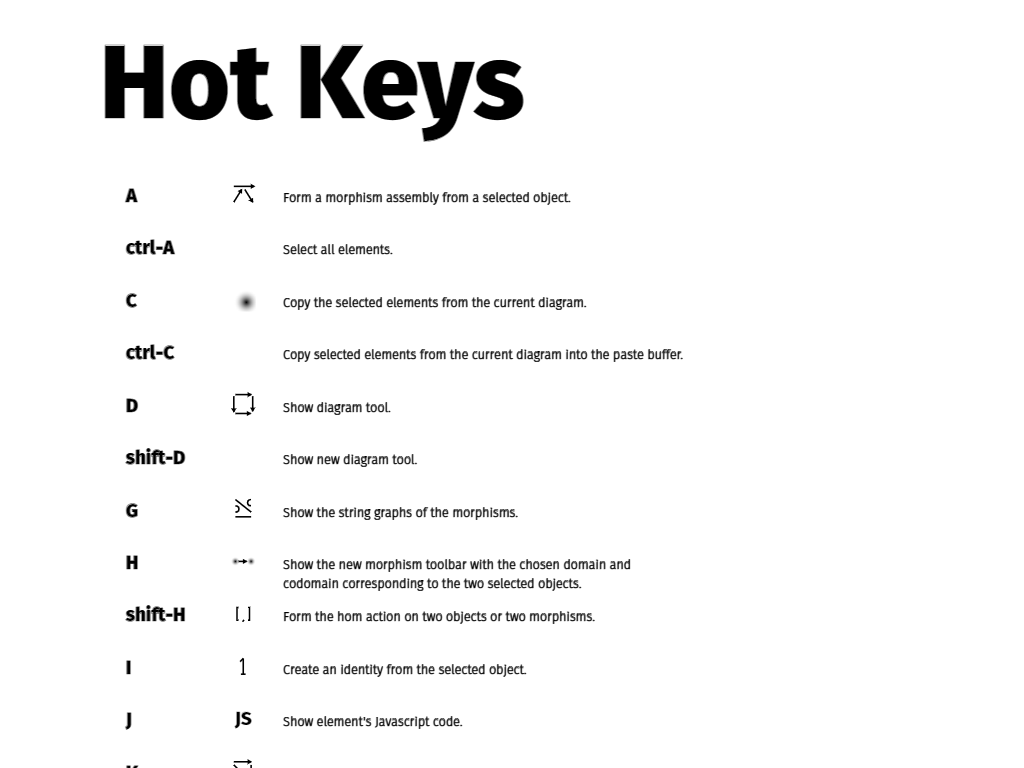 Hot Keys
A Form a morphism assembly from a selected object.
ctrl-A Select all elements.
C Copy the selected elements from the current diagram.
ctrl-C Copy selected elements from the current diagram into the paste buffer.
D Show diagram tool.
shift-D Show new diagram tool.
G Show the string graphs of the morphisms.
H Show the new morphism toolbar with the chosen domain and
codomain corresponding to the two selected objects.
shift-H [,] Form the hom action on two objects or two morphisms.
I 1 Create an identity from the selected object.
J JS Show element's Javascript code.